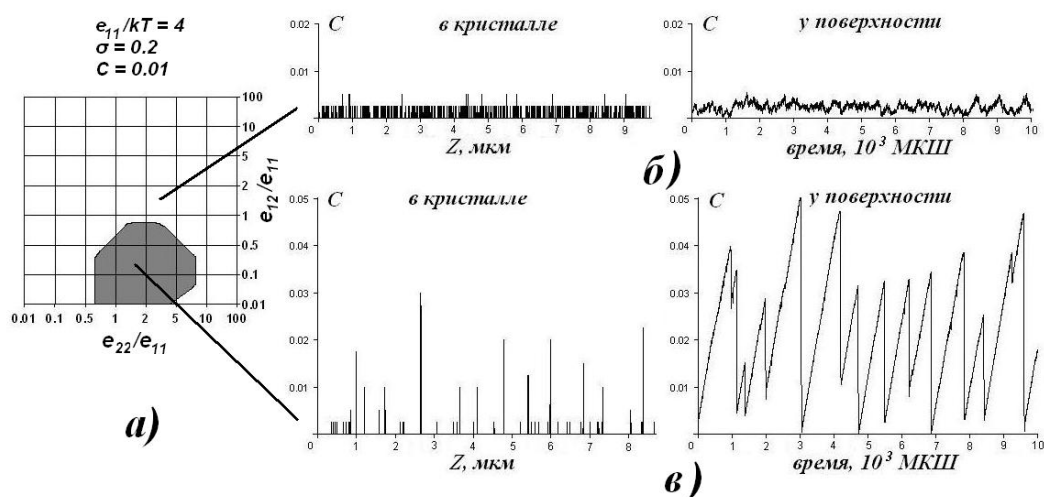 e11/kT = 4
σ = 0.2
C = 0.01
100
10
5
2
1
0.5
0.1
0.01
e12/e11
0.01 0.1 0.5 1 2 5 10 100
e22/e11
а)
C в кристалле
0.02
0.01
0 1 2 3 4 5 6 7 8 9
Z, мкм
C у поверхности
0.02
0.01
0 1 2 3 4 5 6 7 8 9 10
время, 10³ МКШ
б)
C в кристалле
0.05
0.04
0.03
0.02
0.01
0 1 2 3 4 5 6 7 8
Z, мкм
C у поверхности
0.05
0.04
0.03
0.02
0.01
0 1 2 3 4 5 6 7 8 9 10
время, 10³ МКШ
в)